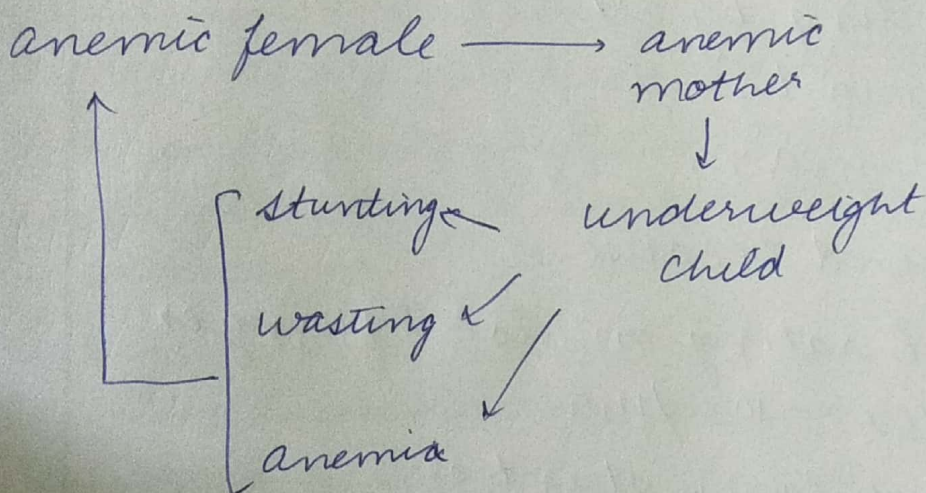 anemic female
anemic
mother
underweight
child
stunting
wasting
anemia